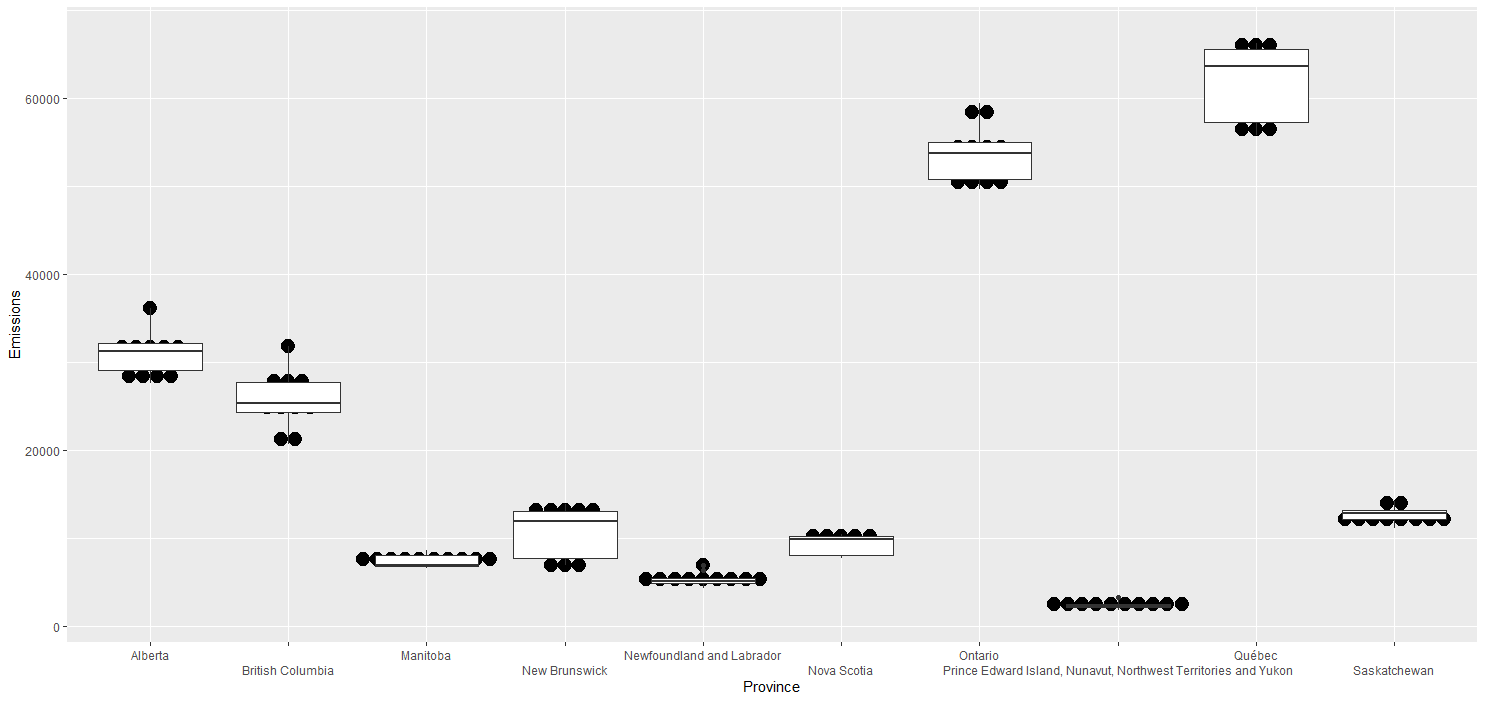 60000
40000
20000
0
Emissions
Alberta
British Columbia
Manitoba
New Brunswick
Newfoundland and Labrador
Nova Scotia
Ontario
Prince Edward Island, Nunavut, Northwest Territories and Yukon
Québec
Saskatchewan
Province